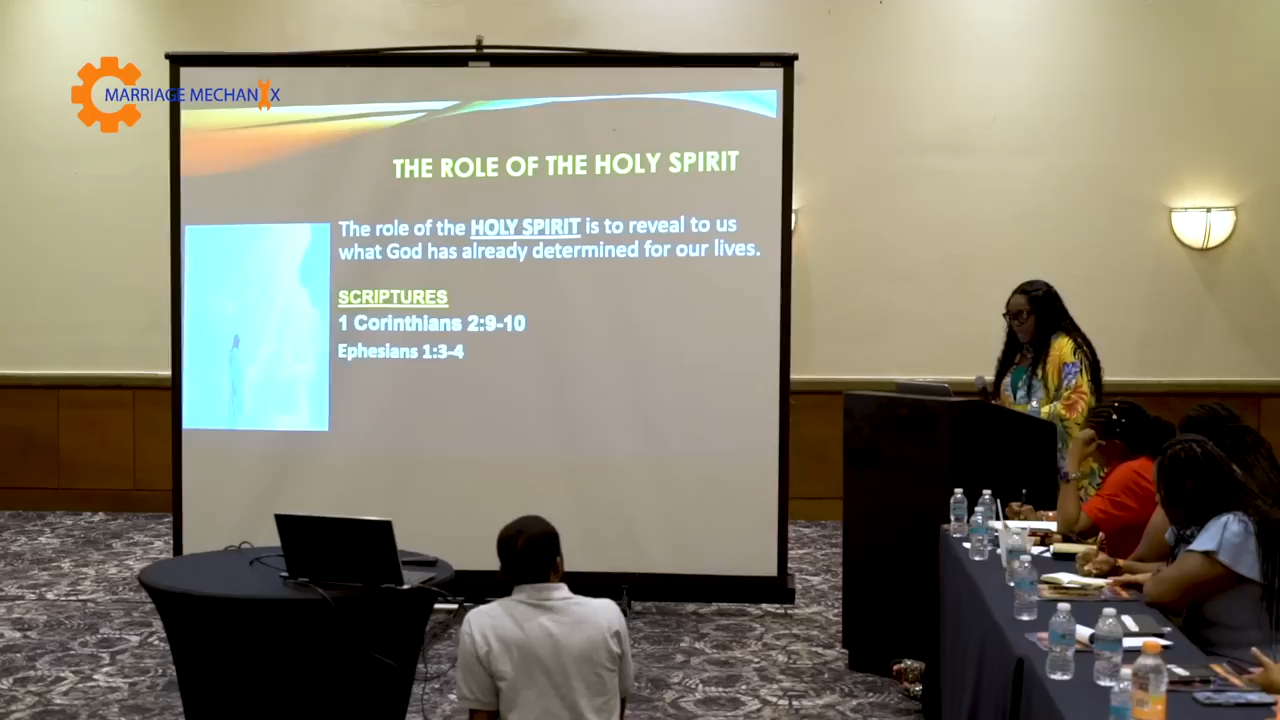 MARRIAGE MECHANIX
THE ROLE OF THE HOLY SPIRIT
The role of the HOLY SPIRIT is to reveal to us
what God has already determined for our lives.
SCRIPTURES
1 Corinthians 2:9-10
Ephesians 1:3-4